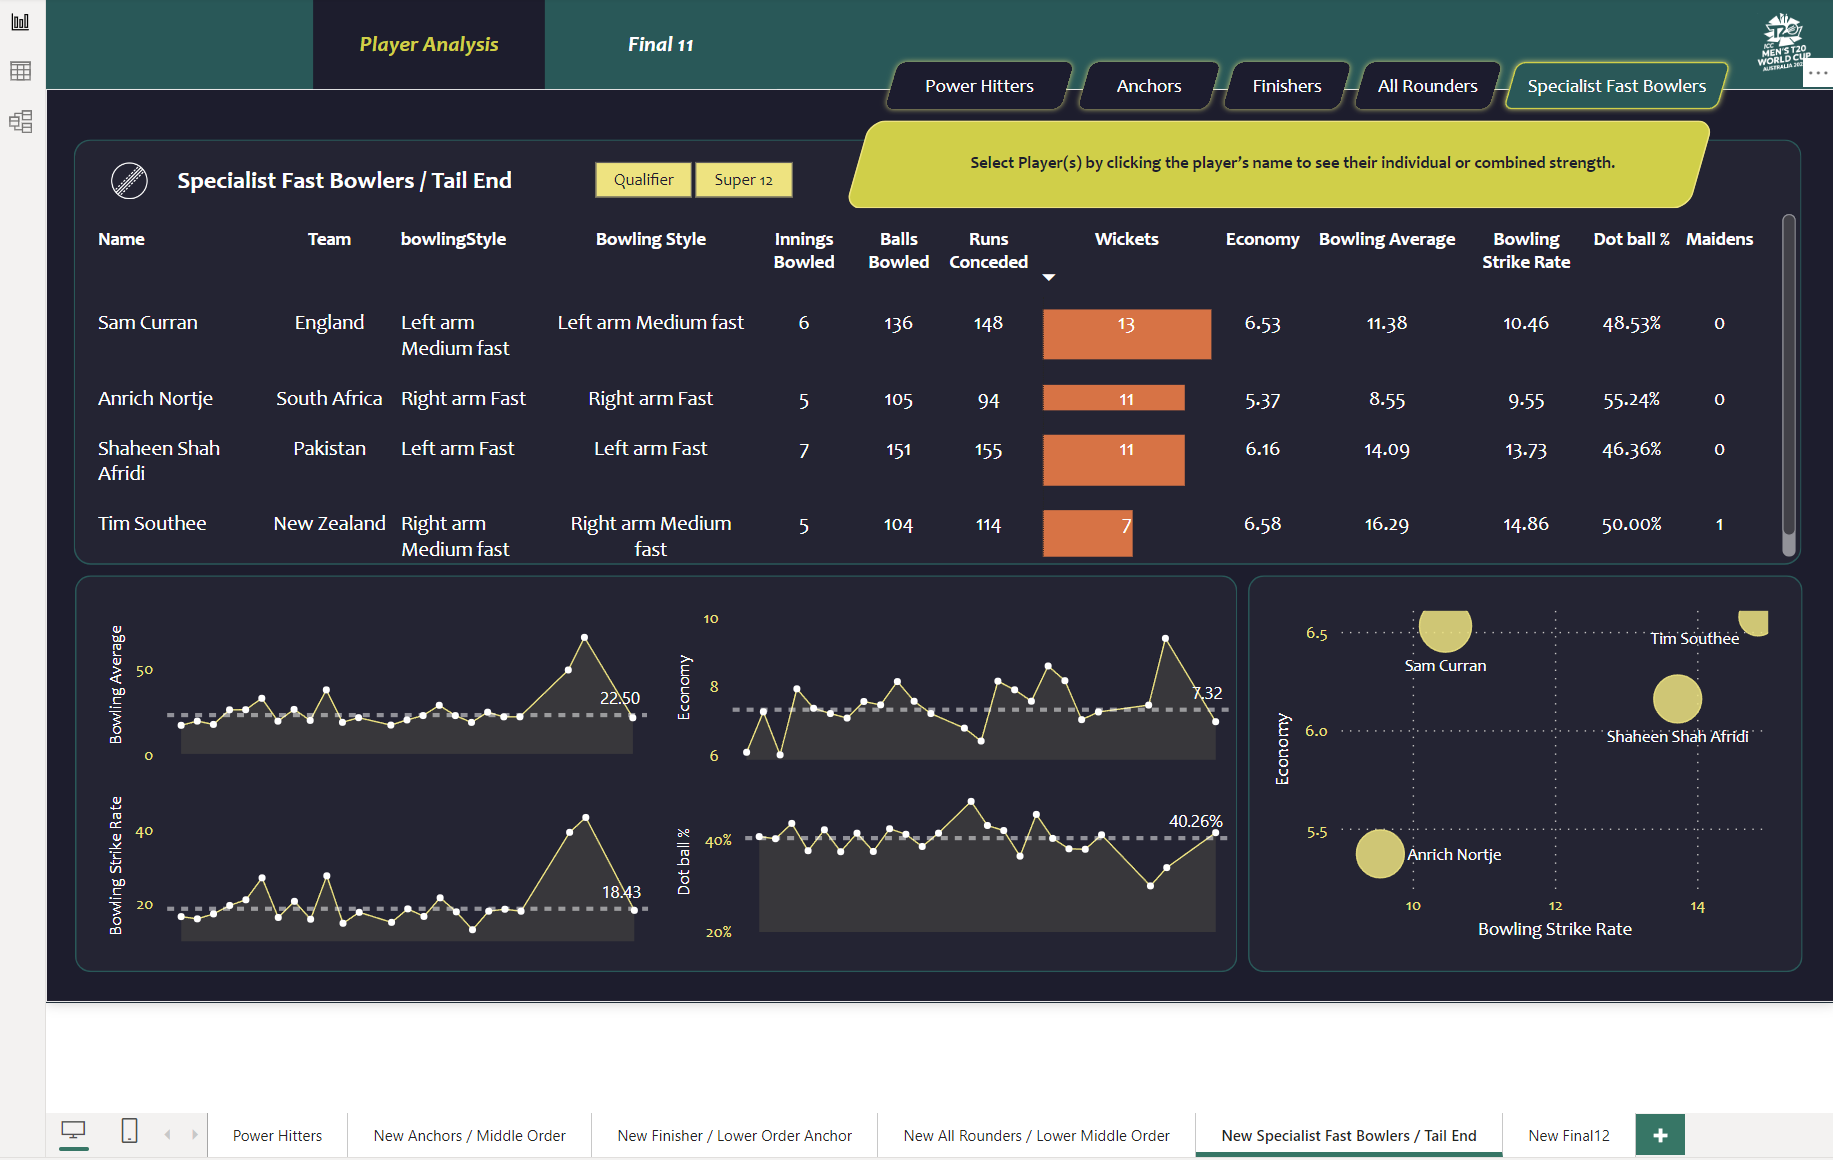 Player Analysis
Final 11
ICC
MEN'S T20
WORLD CUP
Power Hitters
Anchors
Finishers
All Rounders
Specialist Fast Bowlers
Select Player(s) by clicking the player's name to see their individual or combined strength.
Specialist Fast Bowlers / Tail End
Qualifier
Super 12
Name Team bowlingStyle Bowling Style Innings Bowled Balls Bowled Runs Conceded Wickets Economy Bowling Average Bowling Strike Rate Dot ball % Maidens
Sam Curran England Left arm Medium fast Left arm Medium fast 6 136 148 13 6.53 11.38 10.46 48.53% 0
Anrich Nortje South Africa Right arm Fast Right arm Fast 5 105 94 11 5.37 8.55 9.55 55.24% 0
Shaheen Shah Afridi Pakistan Left arm Fast Left arm Fast 7 151 155 11 6.16 14.09 13.73 46.36% 0
Tim Southee New Zealand Right arm Medium fast Right arm Medium fast 5 104 114 7 6.58 16.29 14.86 50.00% 1
Bowling Average
50
0
22.50
Economy
10
8
6
7.32
Bowling Strike Rate
40
20
18.43
Dot ball %
40%
20%
40.26%
Economy
6.5
6.0
5.5
Sam Curran
Tim Southee
Shaheen Shah Afridi
Anrich Nortje
10
12
14
Bowling Strike Rate
Power Hitters
New Anchors / Middle Order
New Finisher / Lower Order Anchor
New All Rounders / Lower Middle Order
New Specialist Fast Bowlers / Tail End
New Final12